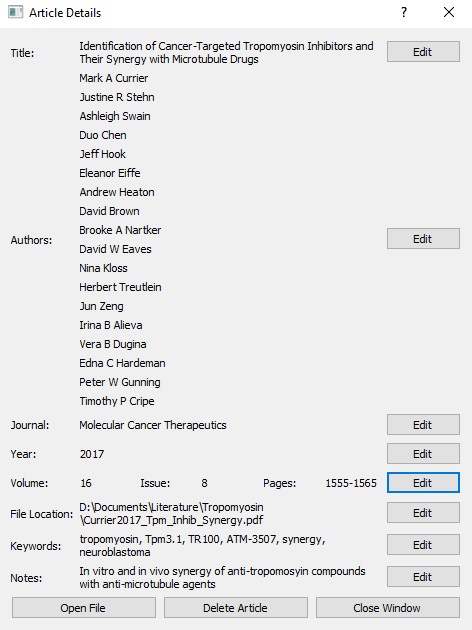 Article Details
?
Title:
Identification of Cancer-Targeted Tropomyosin Inhibitors and
Their Synergy with Microtubule Drugs
Edit
Authors:
Mark A Currier
Justine R Stehn
Ashleigh Swain
Duo Chen
Jeff Hook
Eleanor Eiffe
Andrew Heaton
David Brown
Brooke A Nartker
David W Eaves
Nina Kloss
Herbert Treutlein
Jun Zeng
Irina B Alieva
Vera B Dugina
Edna C Hardeman
Peter W Gunning
Timothy P Cripe
Edit
Journal: Molecular Cancer Therapeutics Edit
Year: 2017 Edit
Volume: 16 Issue: 8 Pages: 1555-1565 Edit
File Location:
D:\Documents\Literature\Tropomyosin
\Currier2017_Tpm_Inhib_Synergy.pdf
Edit
Keywords:
tropomyosin, Tpm3.1, TR100, ATM-3507, synergy,
neuroblastoma
Edit
Notes:
In vitro and in vivo synergy of anti-tropomosyin compounds
with anti-microtubule agents
Edit
Open File Delete Article Close Window